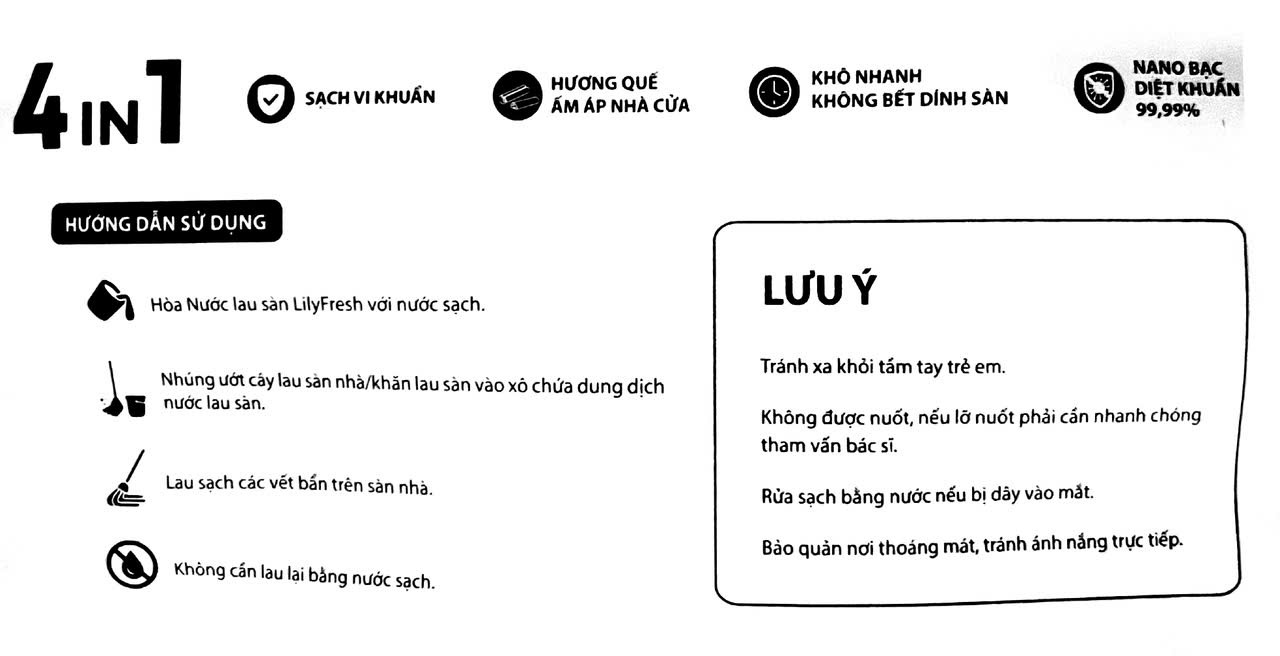 4 IN 1
SẠCH VI KHUẨN
HƯƠNG QUẾ
ẤM ÁP NHÀ CỬA
KHÔ NHANH
KHÔNG BẾT DÍNH SÀN
NANO BẠC
DIỆT KHUẨN
99,99%
HƯỚNG DẪN SỬ DỤNG
Hòa Nước lau sàn LilyFresh với nước sạch.
Nhúng ướt cây lau sàn nhà/khăn lau sàn vào xô chứa dung dịch
nước lau sàn.
Lau sạch các vết bẩn trên sàn nhà.
Không cần lau lại bằng nước sạch.
LƯU Ý
Tránh xa khỏi tầm tay trẻ em.
Không được nuốt, nếu lỡ nuốt phải cần nhanh chóng
tham vấn bác sĩ.
Rửa sạch bằng nước nếu bị dây vào mắt.
Bảo quản nơi thoáng mát, tránh ánh nắng trực tiếp.